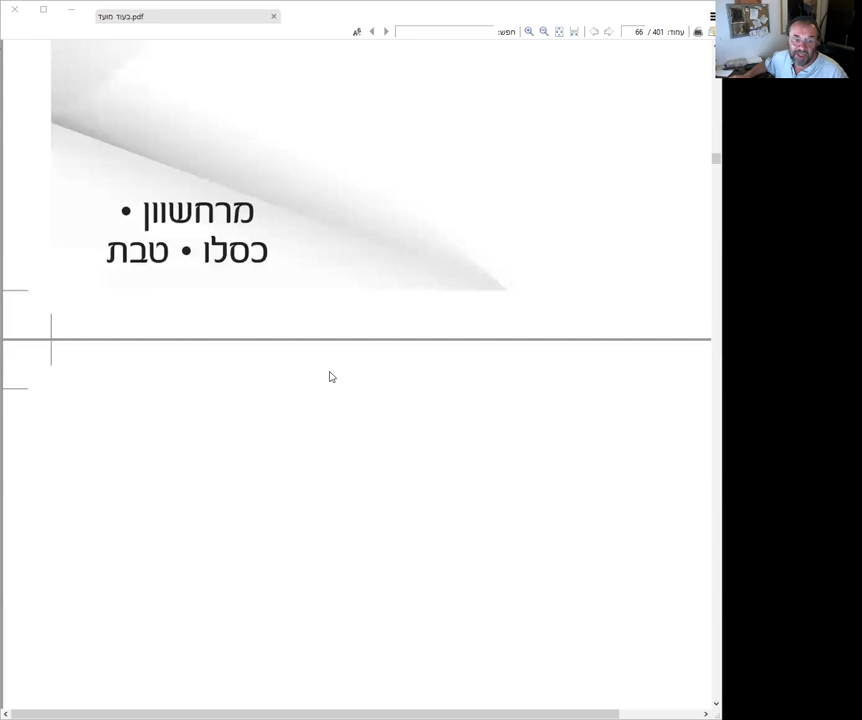 בעוד מועד.pdf
חפש:
עמוד: 66 / 401
מרחשוון •
כסלו • טבת